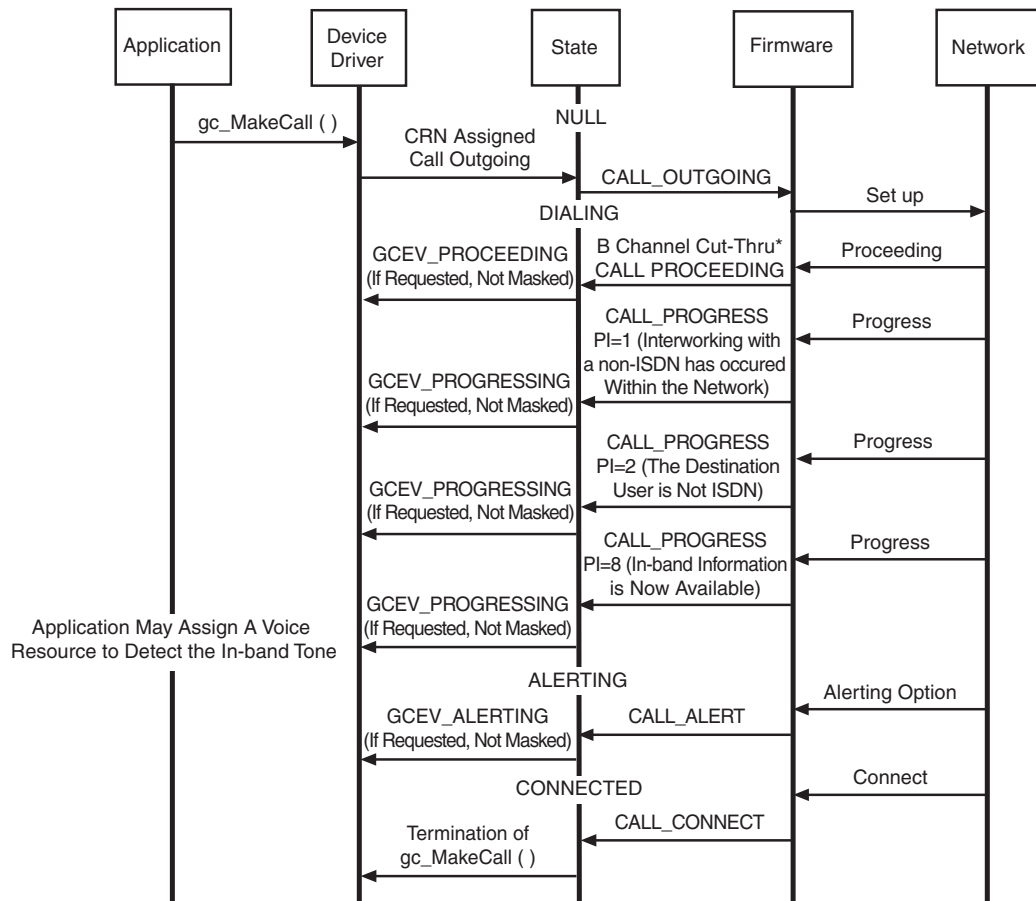 Application
Device
Driver
State
Firmware
Network
NULL
gc_MakeCall ( )
CRN Assigned
Call Outgoing
CALL_OUTGOING
Set up
DIALING
B Channel Cut-Thru*
CALL PROCEEDING
Proceeding
GCEV_PROCEEDING
(If Requested, Not Masked)
CALL_PROGRESS
PI=1 (Interworking with
a non-ISDN has occured
Within the Network)
Progress
GCEV_PROGRESSING
(If Requested, Not Masked)
CALL_PROGRESS
PI=2 (The Destination
User is Not ISDN)
Progress
GCEV_PROGRESSING
(If Requested, Not Masked)
CALL_PROGRESS
PI=8 (In-band Information
is Now Available)
Progress
GCEV_PROGRESSING
(If Requested, Not Masked)
Application May Assign A Voice
Resource to Detect the In-band Tone
ALERTING
Alerting Option
GCEV_ALERTING
(If Requested, Not Masked)
CALL_ALERT
CONNECTED
Connect
CALL_CONNECT
Termination of
gc_MakeCall ( )